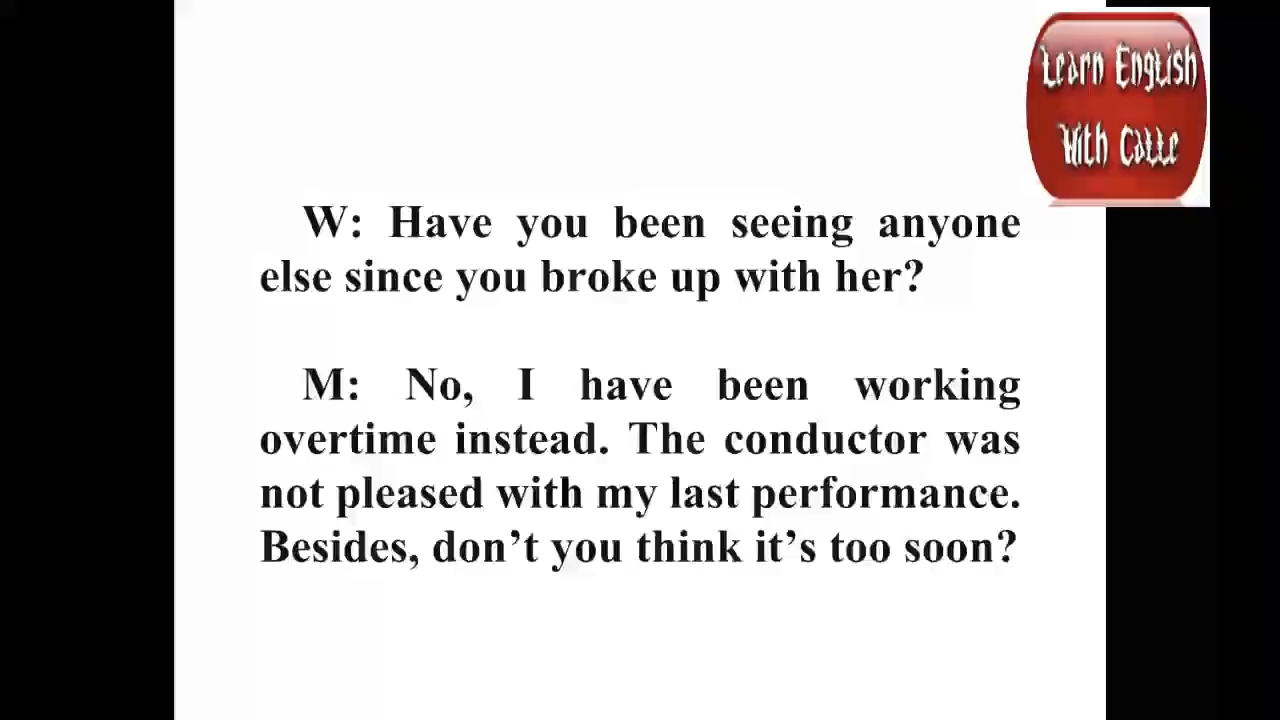 Learn English
With Catte
W: Have you been seeing anyone
else since you broke up with her?
M: No, I have been working
overtime instead. The conductor was
not pleased with my last performance.
Besides, don’t you think it’s too soon?